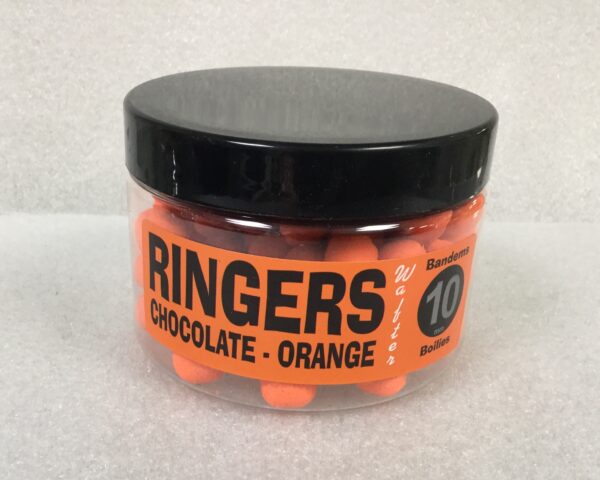 RINGERS
CHOCOLATE - ORANGE
Wafter
Bandems
10
mm
Boilies